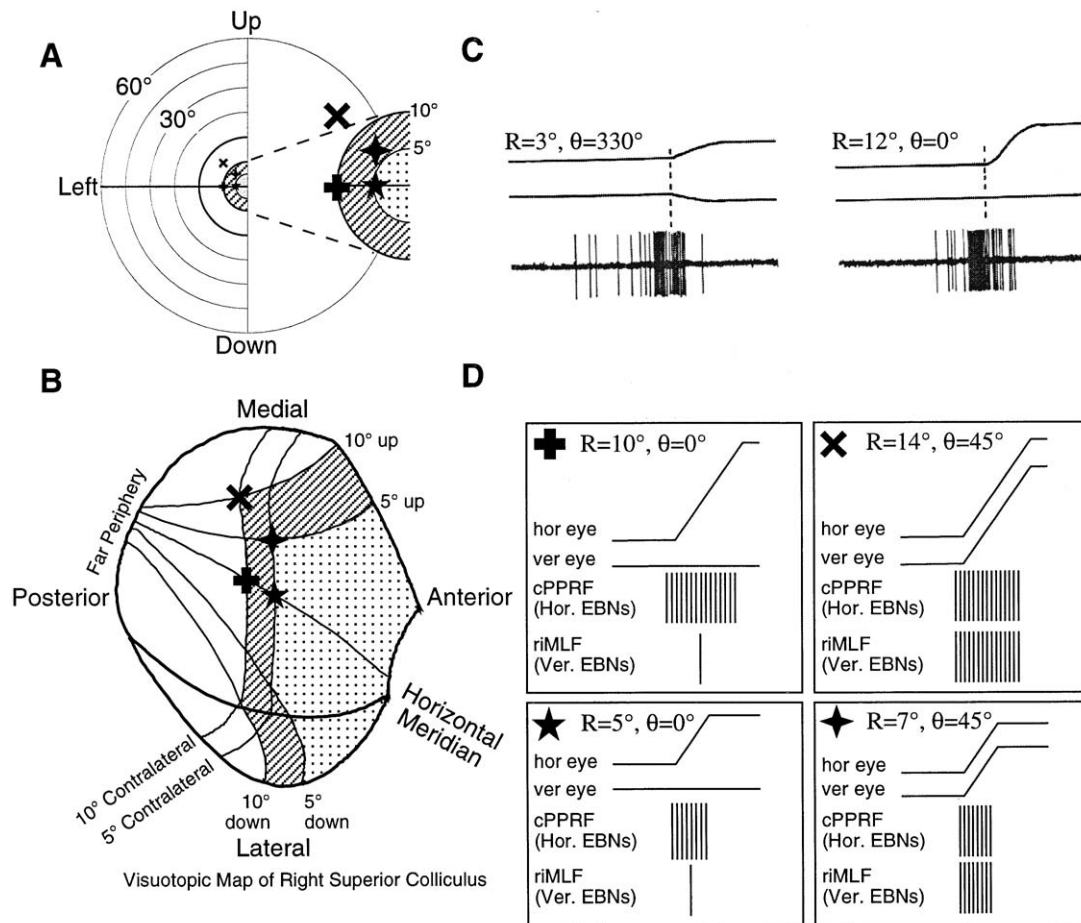 A
Up
60°
30°
Left
10°
5°
Down
B
Medial
10° up
5° up
Far Periphery
Posterior
Anterior
Horizontal
Meridian
10° Contralateral
5° Contralateral
10°
down
5°
down
Lateral
Visuotopic Map of Right Superior Colliculus
C
R=3°, θ=330°
R=12°, θ=0°
D
R=10°, θ=0°
hor eye
ver eye
cPPRF
(Hor. EBNs)
riMLF
(Ver. EBNs)
R=14°, θ=45°
hor eye
ver eye
cPPRF
(Hor. EBNs)
riMLF
(Ver. EBNs)
R=5°, θ=0°
hor eye
ver eye
cPPRF
(Hor. EBNs)
riMLF
(Ver. EBNs)
R=7°, θ=45°
hor eye
ver eye
cPPRF
(Hor. EBNs)
riMLF
(Ver. EBNs)